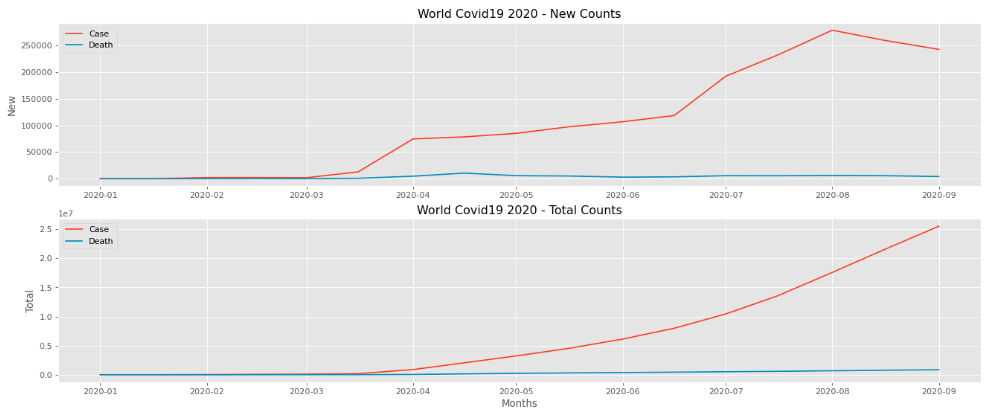 World Covid19 2020 - New Counts
Case
Death
250000
200000
150000
100000
50000
0
New
2020-01 2020-02 2020-03 2020-04 2020-05 2020-06 2020-07 2020-08 2020-09
1e7
World Covid19 2020 - Total Counts
Case
Death
2.5
2.0
1.5
1.0
0.5
0.0
Total
2020-01 2020-02 2020-03 2020-04 2020-05 2020-06 2020-07 2020-08 2020-09
Months